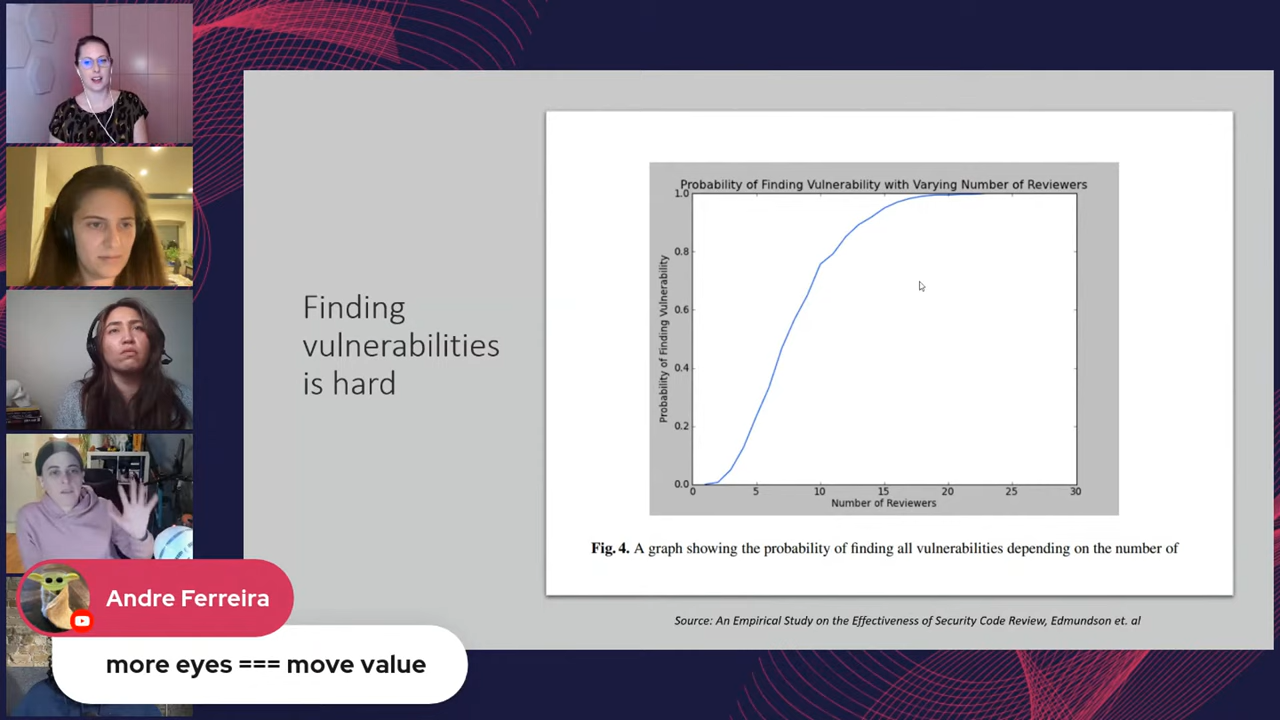 Finding
vulnerabilities
is hard
Probability of Finding Vulnerability with Varying Number of Reviewers
Probability of Finding Vulnerability
1.0
0.8
0.6
0.4
0.2
0.0
0 5 10 15 20 25 30
Number of Reviewers
Fig. 4. A graph showing the probability of finding all vulnerabilities depending on the number of
Source: An Empirical Study on the Effectiveness of Security Code Review, Edmundson et. al
Andre Ferreira
more eyes === move value